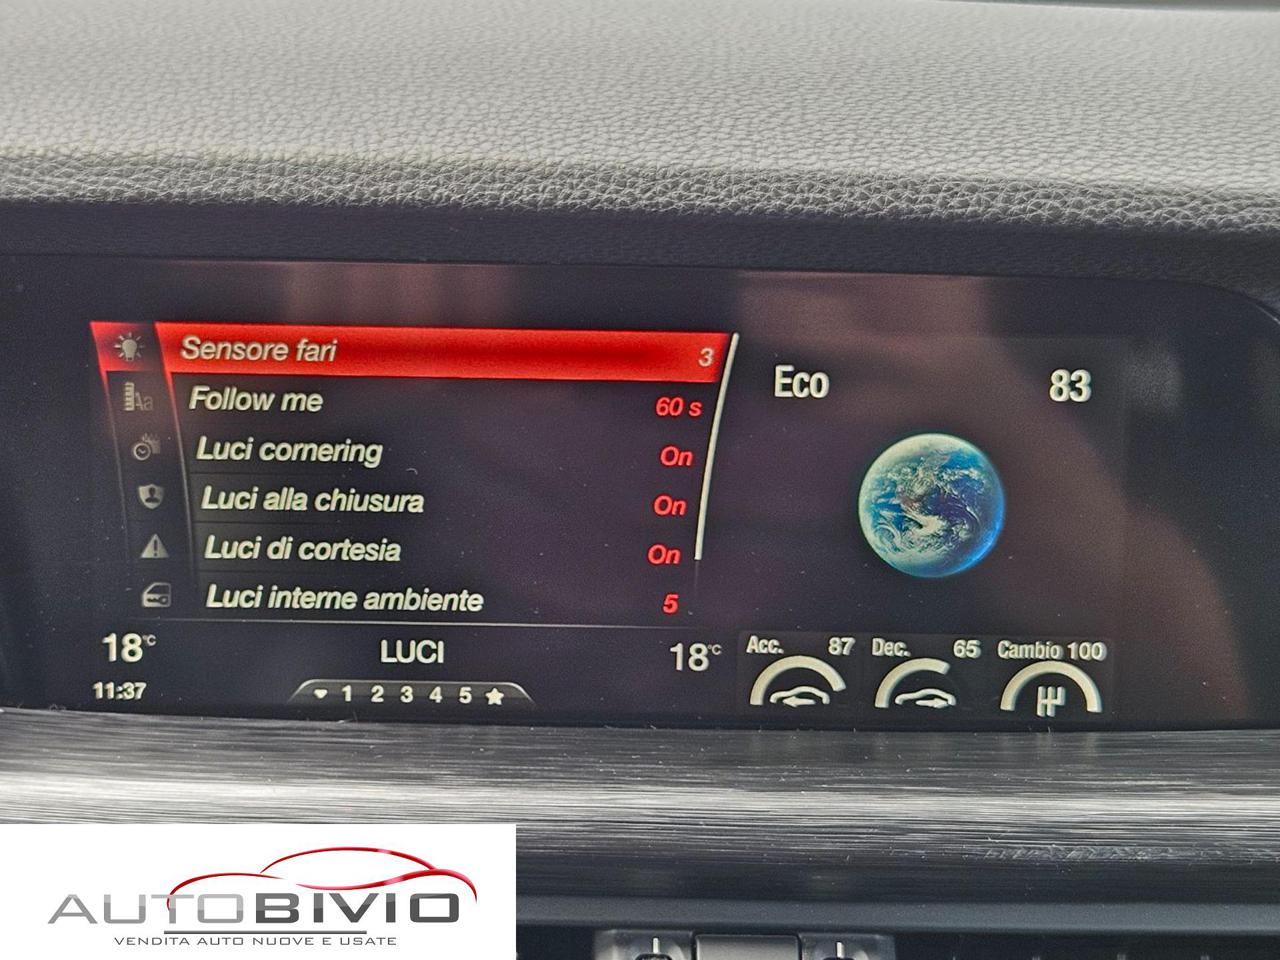 Sensore fari 3
Follow me 60 s
Luci cornering On
Luci alla chiusura On
Luci di cortesia On
Luci interne ambiente 5
Aa
18°C LUCI 18°C
11:37
1 2 3 4 5
Eco 83
Acc. 87 Dec. 65 Cambio 100
AUTOBIVIO
VENDITA AUTO NUOVE E USATE